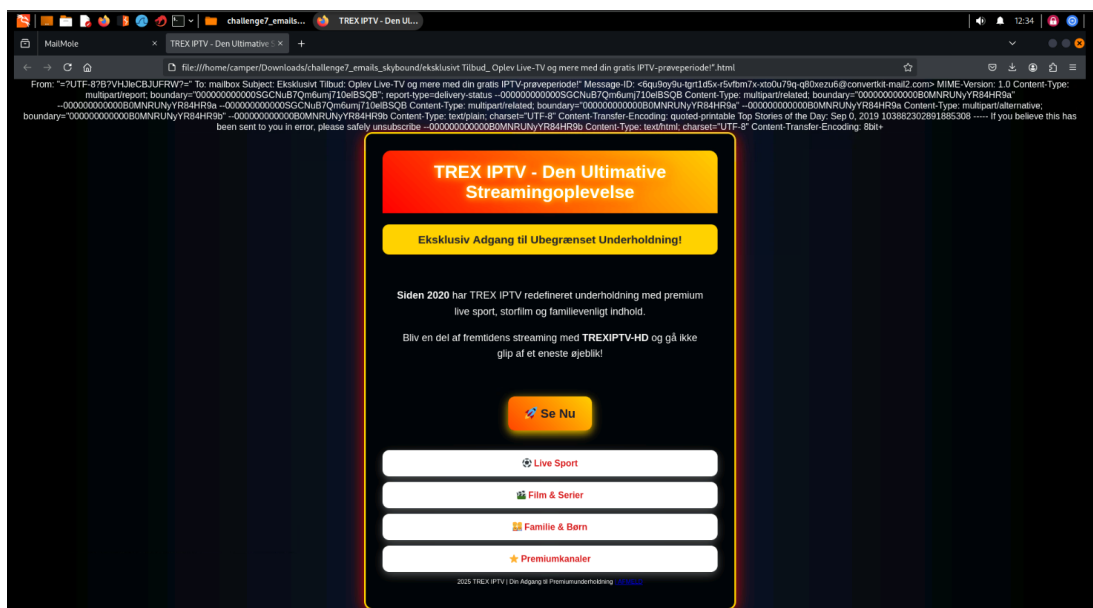 challenge7_emails...
TREX IPTV - Den Ul...
12:34
MailMole
TREX IPTV - Den Ultimative S
file:///home/camper/Downloads/challenge7_emails_skybound/eksklusivt Tilbud_ Oplev Live-TV og mere med din gratis IPTV-prøveperiode!".html
From: "=?UTF-8?B?VHJleCBJUFRW?=" To: mailbox Subject: Eksklusivt Tilbud: Oplev Live-TV og mere med din gratis IPTV-prøveperiode!" Message-ID: <6qu9oy9u-tgrt1d5x-r5vfbm7x-xto0u79q-q80xezu6@convertkit-mail2.com> MIME-Version: 1.0 Content-Type:
multipart/report; boundary="000000000000SGCNuB7Qm6umj710elBSQB"; report-type=delivery-status --000000000000SGCNuB7Qm6umj710elBSQB Content-Type: multipart/related; boundary="000000000000B0MNRUNyYR84HR9a"
--000000000000B0MNRUNyYR84HR9a --000000000000SGCNuB7Qm6umj710elBSQB Content-Type: multipart/related; boundary="000000000000B0MNRUNyYR84HR9a" --000000000000B0MNRUNyYR84HR9a Content-Type: multipart/alternative;
boundary="000000000000B0MNRUNyYR84HR9b" --000000000000B0MNRUNyYR84HR9b Content-Type: text/plain; charset="UTF-8" Content-Transfer-Encoding: quoted-printable Top Stories of the Day: Sep 0, 2019 103882302891885308 ----- If you believe this has
been sent to you in error, please safely unsubscribe --000000000000B0MNRUNyYR84HR9b Content-Type: text/html; charset="UTF-8" Content-Transfer-Encoding: 8bit+
TREX IPTV - Den Ultimative
Streamingoplevelse
Eksklusiv Adgang til Ubegrænset Underholdning!
Siden 2020 har TREX IPTV redefineret underholdning med premium
live sport, storfilm og familievenligt indhold.
Bliv en del af fremtidens streaming med TREXIPTV-HD og gå ikke
glip af et eneste øjeblik!
🚀 Se Nu
⚽ Live Sport
🎬 Film & Serier
👨‍👩‍👧‍👦 Familie & Børn
⭐ Premiumkanaler
2025 TREX IPTV | Din Adgang til Premiumunderholdning